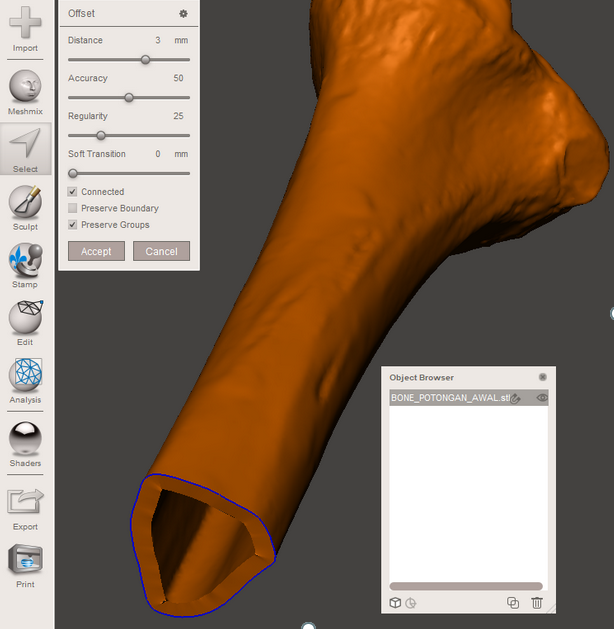 Import
Meshmix
Select
Sculpt
Stamp
Edit
Analysis
Shaders
Export
Print
Offset
Distance 3 mm
Accuracy 50
Regularity 25
Soft Transition 0 mm
Connected
Preserve Boundary
Preserve Groups
Accept Cancel
Object Browser
BONE_POTONGAN_AWAL.stl